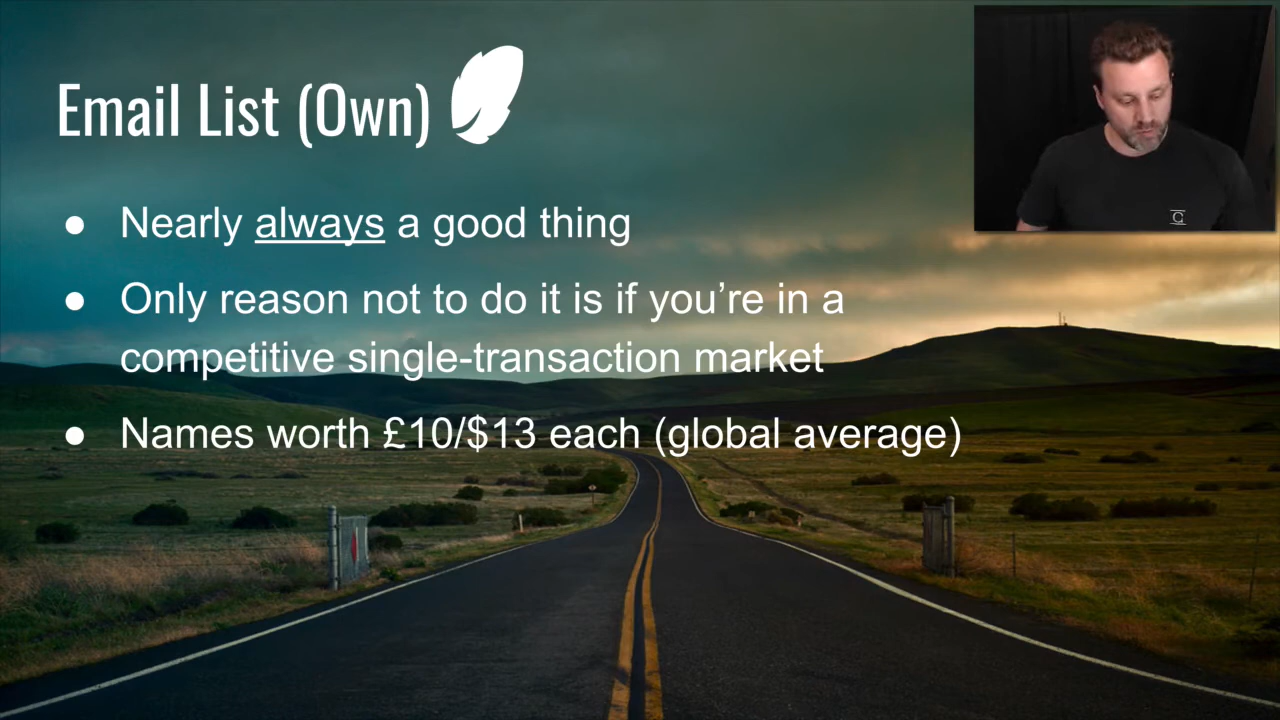 Email List (Own)
● Nearly always a good thing
● Only reason not to do it is if you’re in a
competitive single-transaction market
● Names worth £10/$13 each (global average)